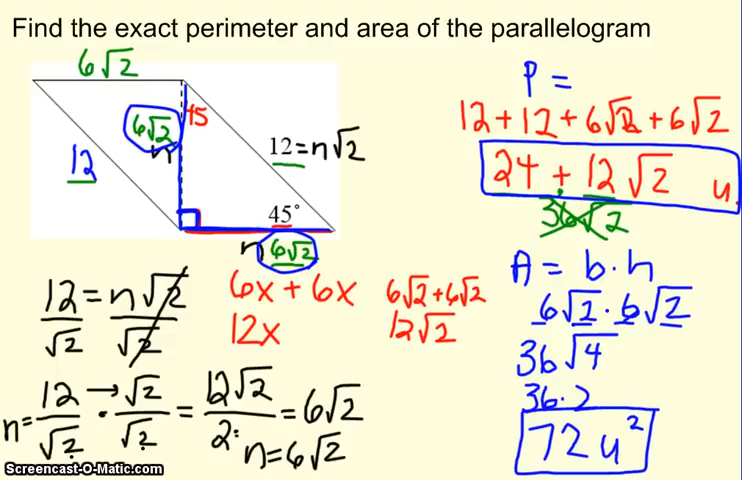 Find the exact perimeter and area of the parallelogram
6√2
6√2
45
n
12
12 = n√2
45°
n 6√2
P =
12 + 12 + 6√2 + 6√2
24 + 12√2 u.
36√2
12 = n√2
√2 √2
6x + 6x
12x
6√2 + 6√2
12√2
n = 12/√2 → · √2/√2 = 12√2/2 = 6√2
n = 6√2
A = b · h
6√2 · 6√2
36√4
36 · 2
72 u²
Screencast-O-Matic.com